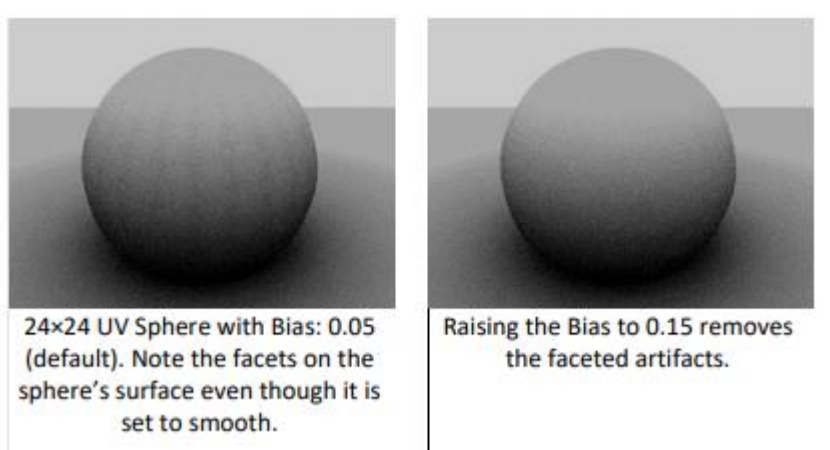 24×24 UV Sphere with Bias: 0.05
(default). Note the facets on the
sphere’s surface even though it is
set to smooth.
Raising the Bias to 0.15 removes
the faceted artifacts.